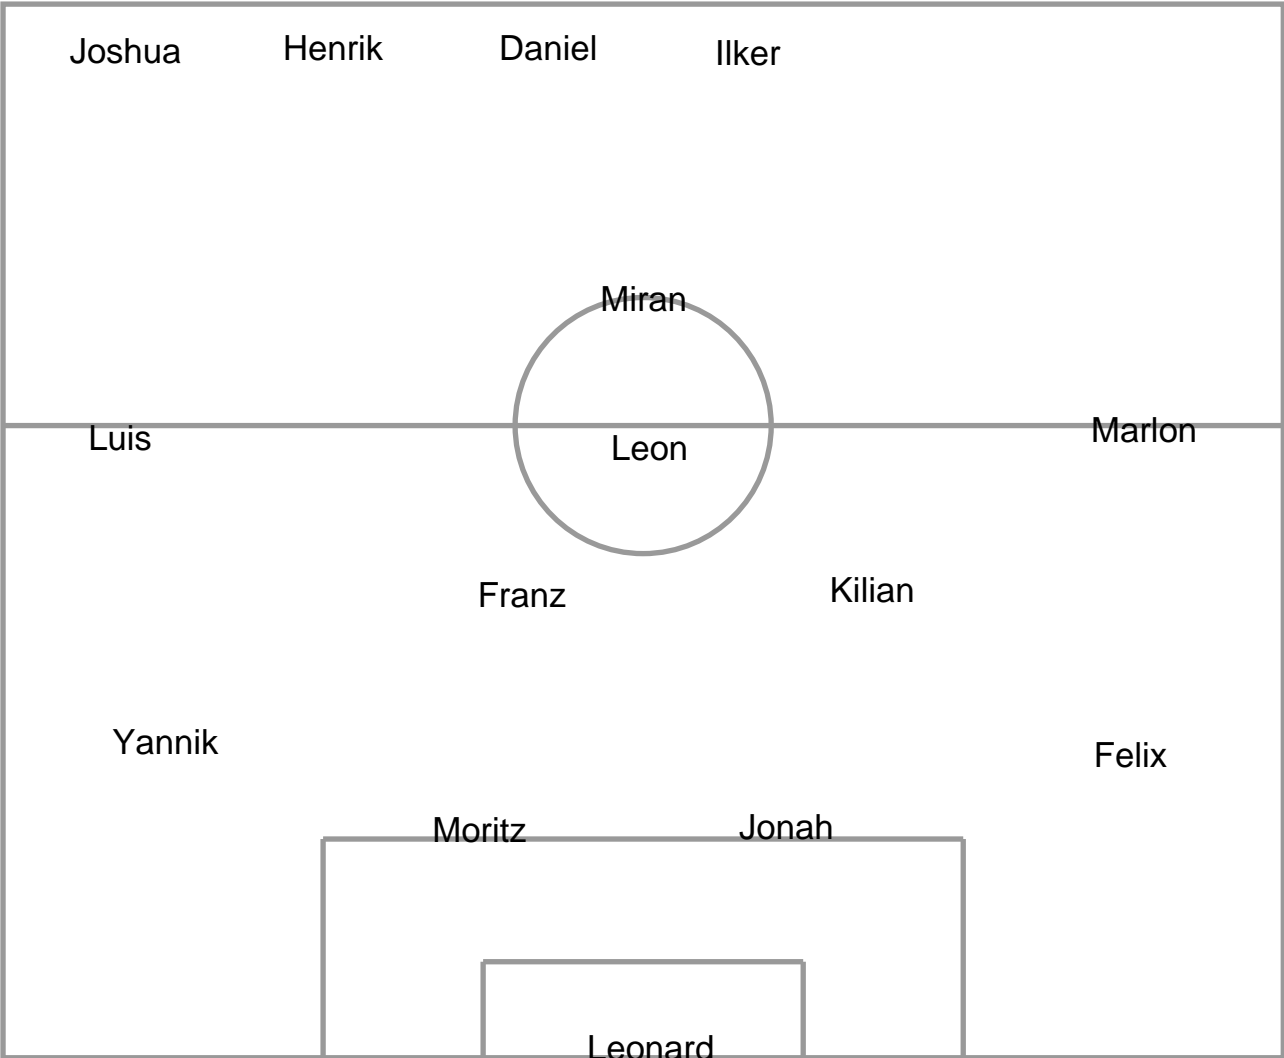 Joshua Henrik Daniel Ilker
Miran
Luis Leon Marlon
Franz Kilian
Yannik Felix
Moritz Jonah
Leonard